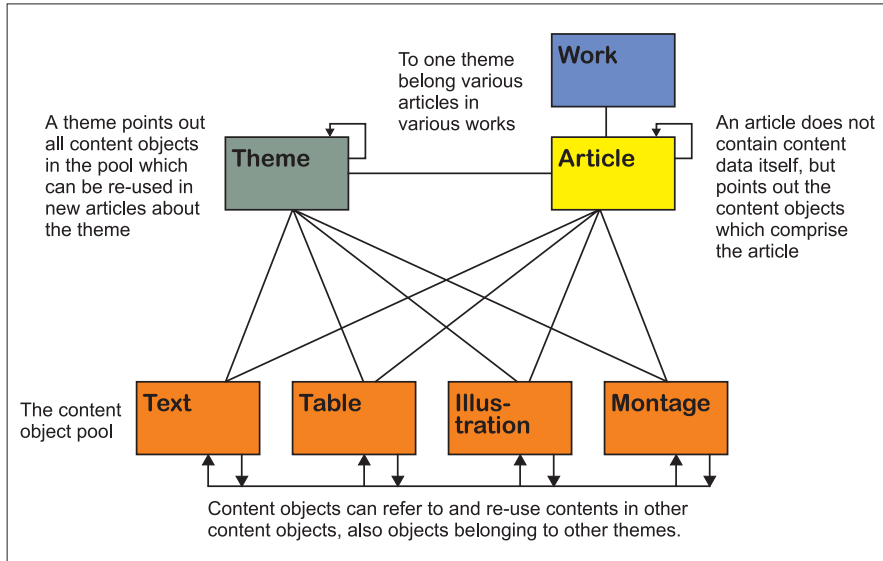 Work
To one theme
belong various
articles in
various works
A theme points out
all content objects
in the pool which
can be re-used in
new articles about
the theme
Theme
Article
An article does not
contain content
data itself, but
points out the
content objects
which comprise
the article
The content
object pool
Text
Table
Illus-
tration
Montage
Content objects can refer to and re-use contents in other
content objects, also objects belonging to other themes.